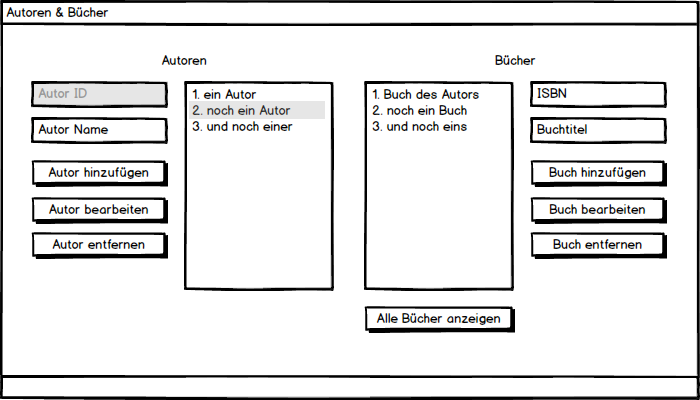 Autoren & Bücher
Autoren
Bücher
Autor ID
Autor Name
Autor hinzufügen
Autor bearbeiten
Autor entfernen
1. ein Autor
2. noch ein Autor
3. und noch einer
1. Buch des Autors
2. noch ein Buch
3. und noch eins
Alle Bücher anzeigen
ISBN
Buchtitel
Buch hinzufügen
Buch bearbeiten
Buch entfernen